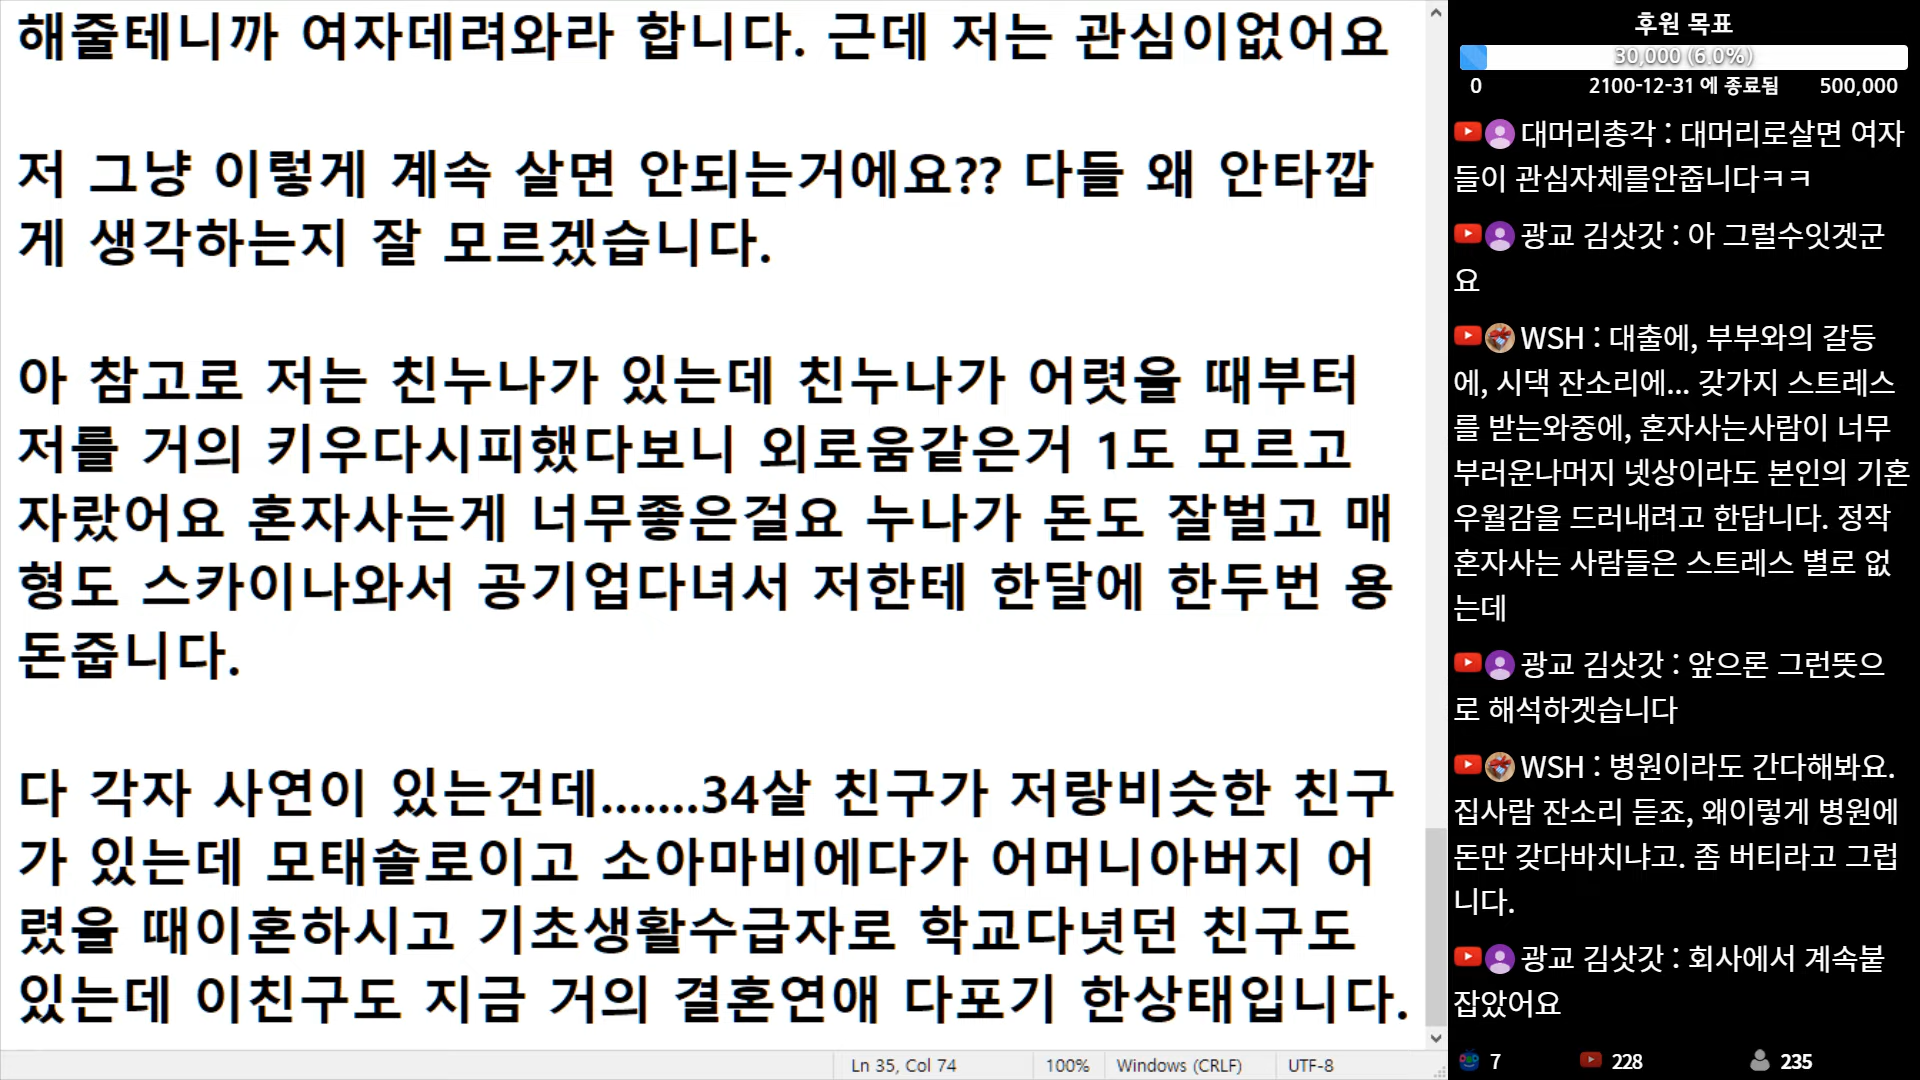 해줄테니까 여자데려와라 합니다. 근데 저는 관심이없어요
저 그냥 이렇게 계속 살면 안되는거에요?? 다들 왜 안타깝
게 생각하는지 잘 모르겠습니다.
아 참고로 저는 친누나가 있는데 친누나가 어렷을 때부터
저를 거의 키우다시피했다보니 외로움같은거 1도 모르고
자랐어요 혼자사는게 너무좋은걸요 누나가 돈도 잘벌고 매
형도 스카이나와서 공기업다녀서 저한테 한달에 한두번 용
돈줍니다.
다 각자 사연이 있는건데.......34살 친구가 저랑비슷한 친구
가 있는데 모태솔로이고 소아마비에다가 어머니아버지 어
렸을 때이혼하시고 기초생활수급자로 학교다녓던 친구도
있는데 이친구도 지금 거의 결혼연애 다포기 한상태입니다.
Ln 35, Col 74
100%
Windows (CRLF)
UTF-8
후원 목표
30,000 (6.0%)
0
2100-12-31 에 종료됨
500,000
대머리총각 : 대머리로살면 여자
들이 관심자체를안줍니다ㅋㅋ
광교 김삿갓 : 아 그럴수잇겟군
요
WSH : 대출에, 부부와의 갈등
에, 시댁 잔소리에... 갖가지 스트레스
를 받는와중에, 혼자사는사람이 너무
부러운나머지 넷상이라도 본인의 기혼
우월감을 드러내려고 한답니다. 정작
혼자사는 사람들은 스트레스 별로 없
는데
광교 김삿갓 : 앞으론 그런뜻으
로 해석하겟습니다
WSH : 병원이라도 간다해봐요.
집사람 잔소리 듣죠, 왜이렇게 병원에
돈만 갖다바치냐고. 좀 버티라고 그럽
니다.
광교 김삿갓 : 회사에서 계속붙
잡았어요
7
228
235